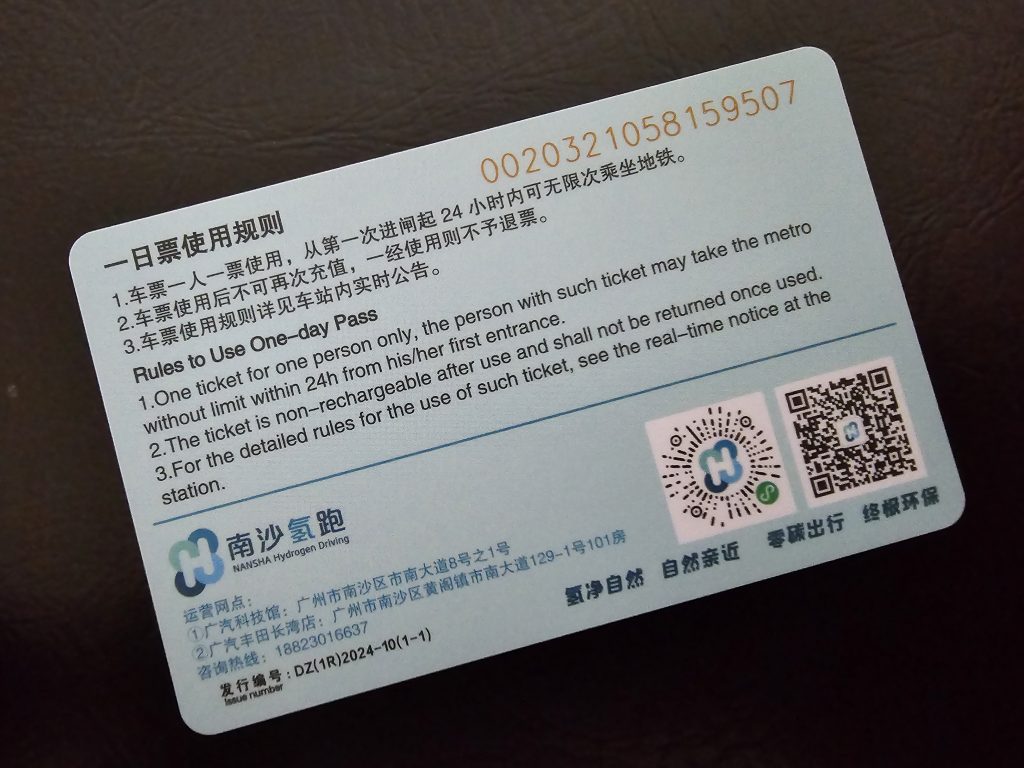 0020321058159507
一日票使用规则
1.车票一人一票使用，从第一次进闸起 24 小时内可无限次乘坐地铁。
2.车票使用后不可再次充值，一经使用则不予退票。
3.车票使用规则详见车站内实时公告。
Rules to Use One-day Pass
1.One ticket for one person only, the person with such ticket may take the metro
without limit within 24h from his/her first entrance.
2.The ticket is non-rechargeable after use and shall not be returned once used.
3.For the detailed rules for the use of such ticket, see the real-time notice at the
station.
南沙氢跑
NANSHA Hydrogen Driving
运营网点：
①广汽科技馆：广州市南沙区市南大道8号之1号
②广汽丰田长湾店：广州市南沙区黄阁镇市南大道129-1号101房
咨询热线：18823016637
氢净自然 自然亲近 零碳出行 终极环保
发行编号：DZ(1R)2024-10(1-1)
Issue number